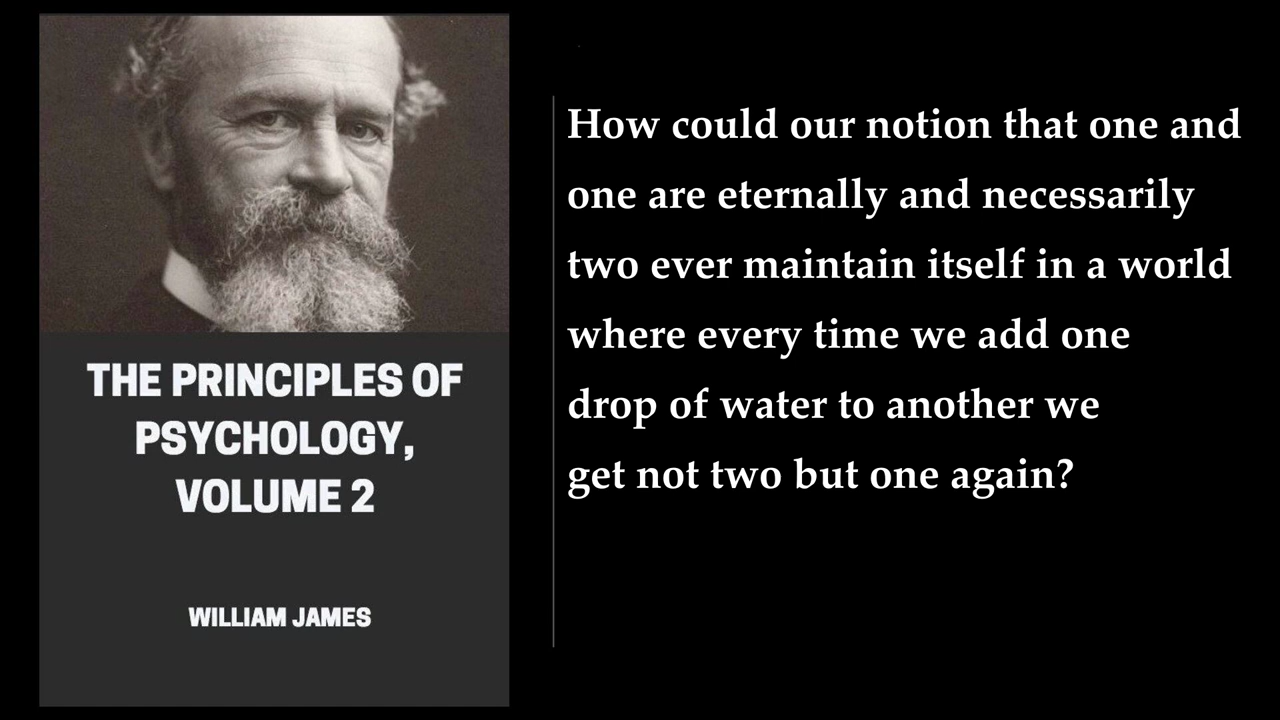 THE PRINCIPLES OF
PSYCHOLOGY,
VOLUME 2
WILLIAM JAMES
How could our notion that one and
one are eternally and necessarily
two ever maintain itself in a world
where every time we add one
drop of water to another we
get not two but one again?